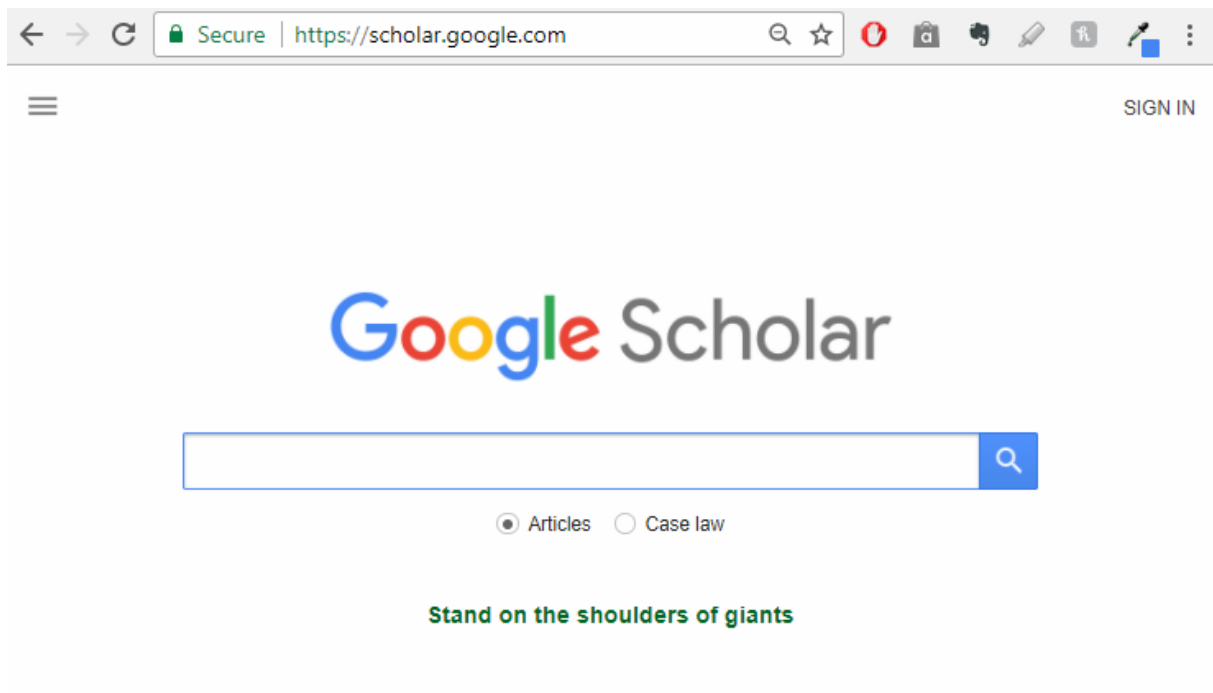 Secure https://scholar.google.com
SIGN IN
Google Scholar
Articles Case law
Stand on the shoulders of giants